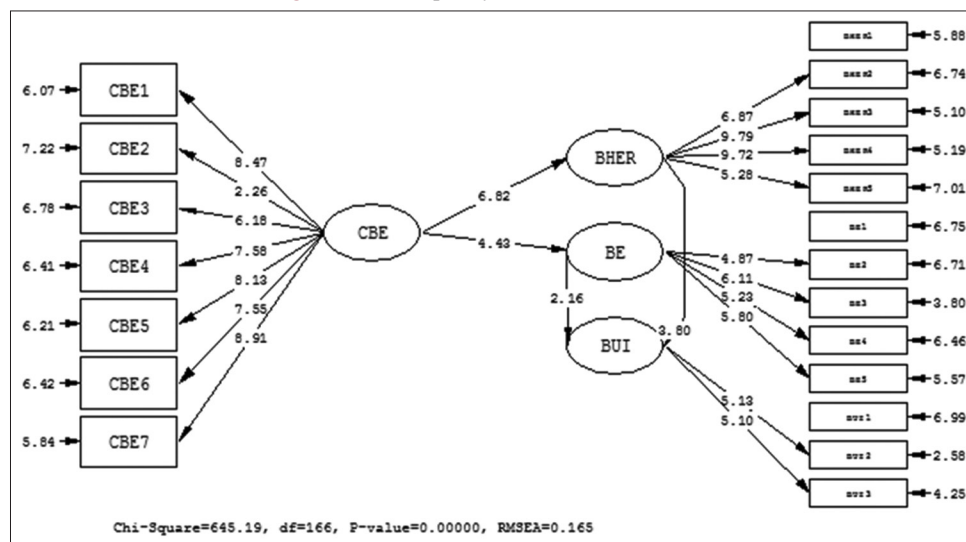 6.07 CBE1
7.22 CBE2
6.78 CBE3
6.41 CBE4
6.21 CBE5
6.42 CBE6
5.84 CBE7
8.47
2.26
6.18
7.58
8.13
7.55
8.91
CBE
6.82
4.43
BHER
BE
2.16
BUI
3.80
6.87
9.79
9.72
5.28
4.87
6.11
5.23
5.80
5.13
5.10
5.88
6.74
5.10
5.19
7.01
6.75
6.71
3.80
6.46
5.57
6.99
2.58
4.25
Chi-Square=645.19, df=166, P-value=0.00000, RMSEA=0.165